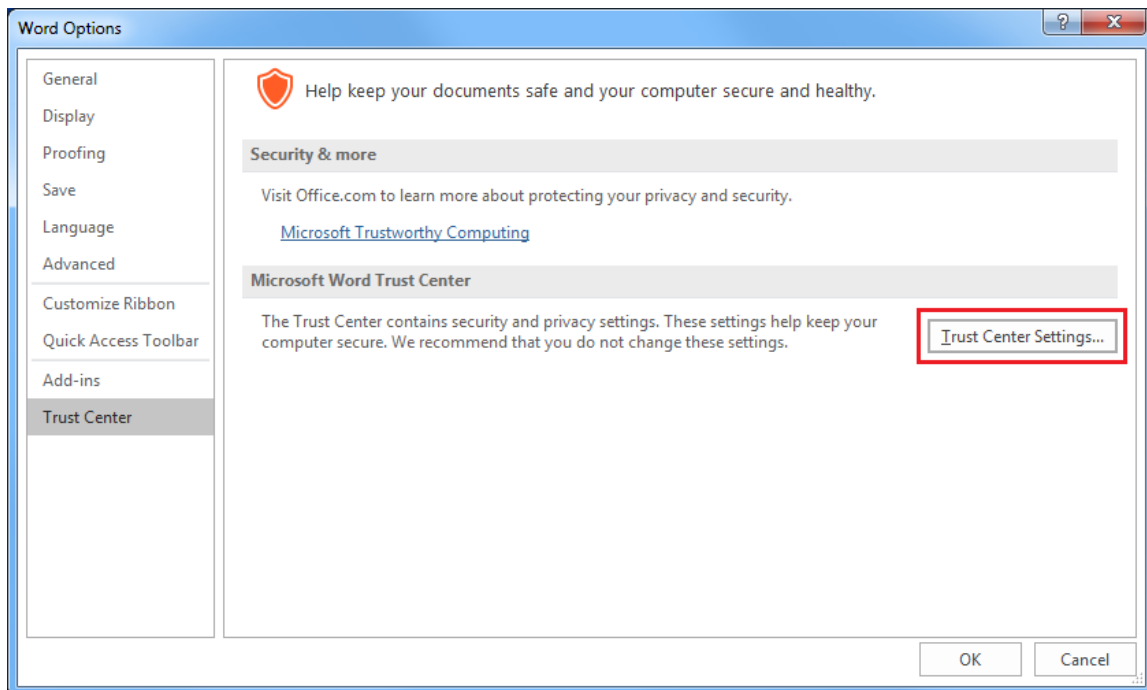 Word Options
General
Display
Proofing
Save
Language
Advanced
Customize Ribbon
Quick Access Toolbar
Add-ins
Trust Center
Help keep your documents safe and your computer secure and healthy.
Security & more
Visit Office.com to learn more about protecting your privacy and security.
Microsoft Trustworthy Computing
Microsoft Word Trust Center
The Trust Center contains security and privacy settings. These settings help keep your
computer secure. We recommend that you do not change these settings.
Trust Center Settings...
OK
Cancel